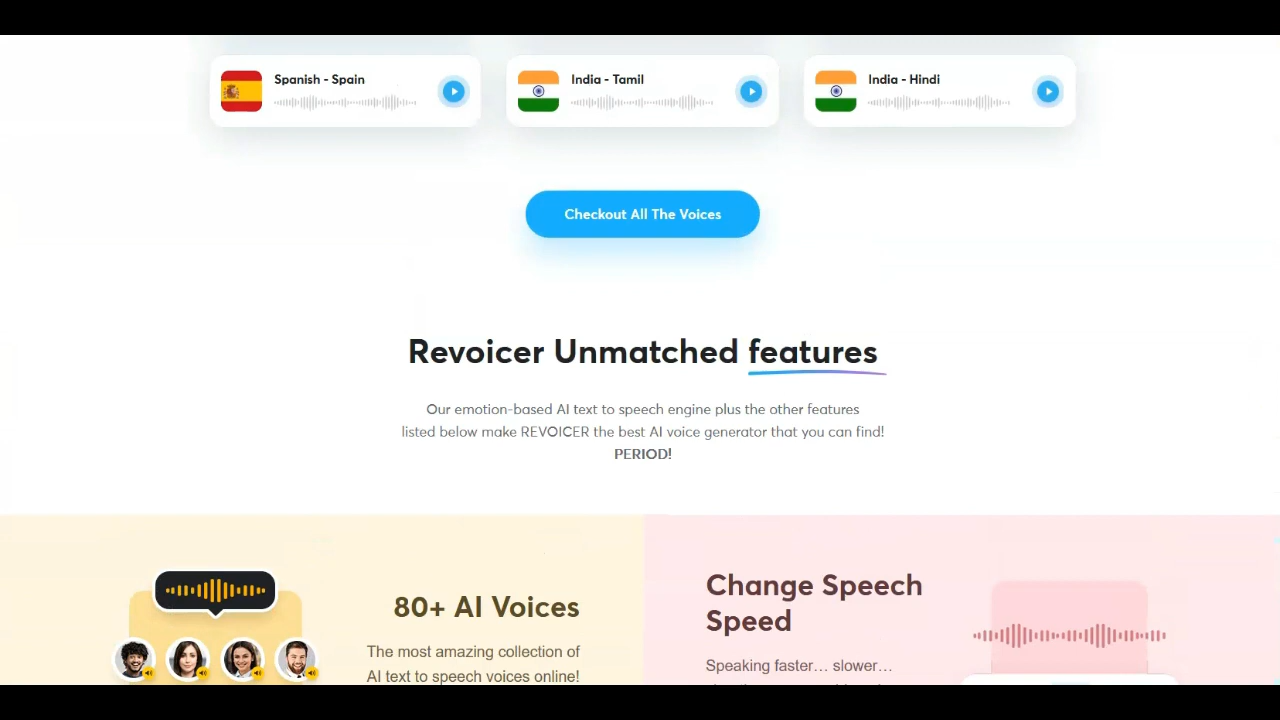 Spanish - Spain
India - Tamil
India - Hindi
Checkout All The Voices
Revoicer Unmatched features
Our emotion-based AI text to speech engine plus the other features
listed below make REVOICER the best AI voice generator that you can find!
PERIOD!
80+ AI Voices
The most amazing collection of
AI text to speech voices online!
Change Speech
Speed
Speaking faster... slower...